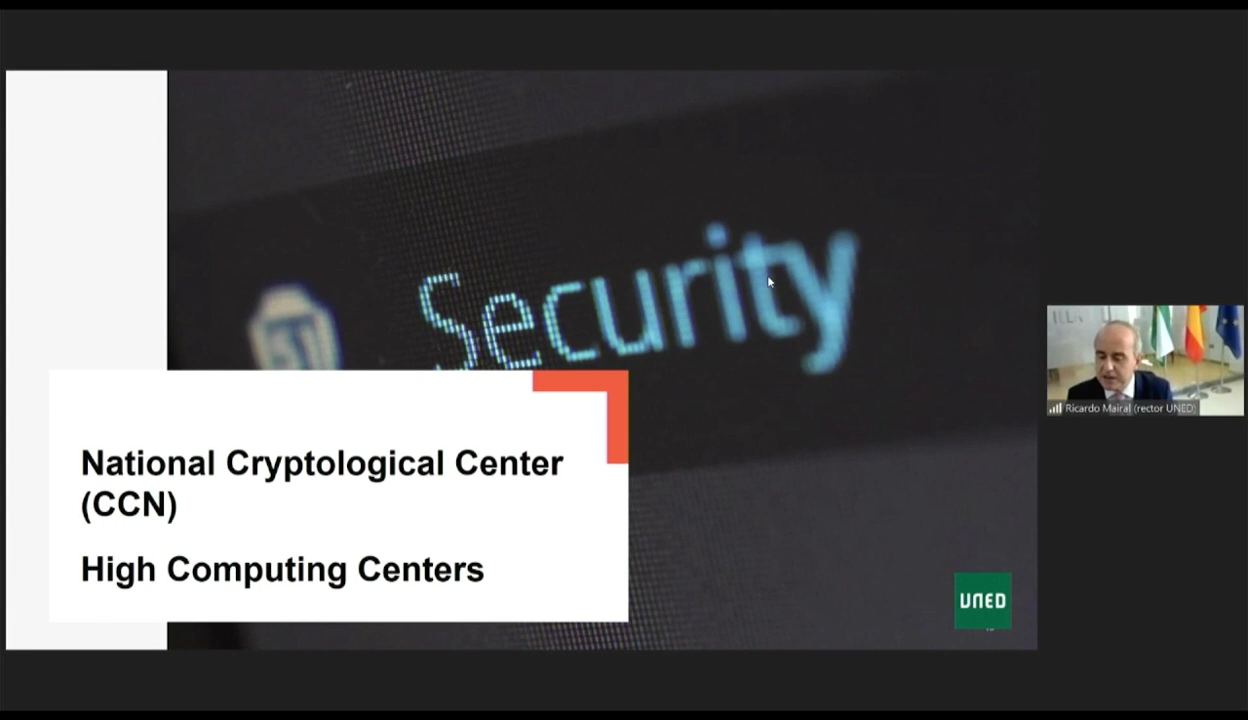 Security
National Cryptological Center
(CCN)
High Computing Centers
UNED
Ricardo Mairal (rector UNED)